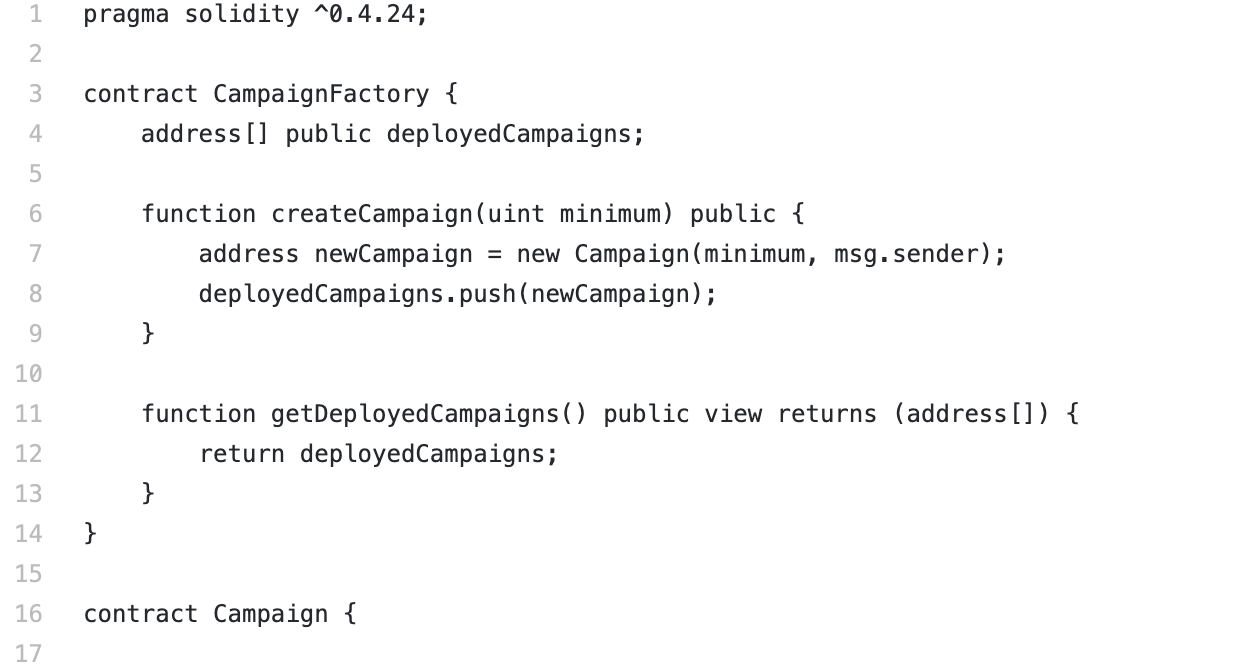 1 pragma solidity ^0.4.24;
2
3 contract CampaignFactory {
4     address[] public deployedCampaigns;
5
6     function createCampaign(uint minimum) public {
7         address newCampaign = new Campaign(minimum, msg.sender);
8         deployedCampaigns.push(newCampaign);
9     }
10
11     function getDeployedCampaigns() public view returns (address[]) {
12         return deployedCampaigns;
13     }
14 }
15
16 contract Campaign {
17